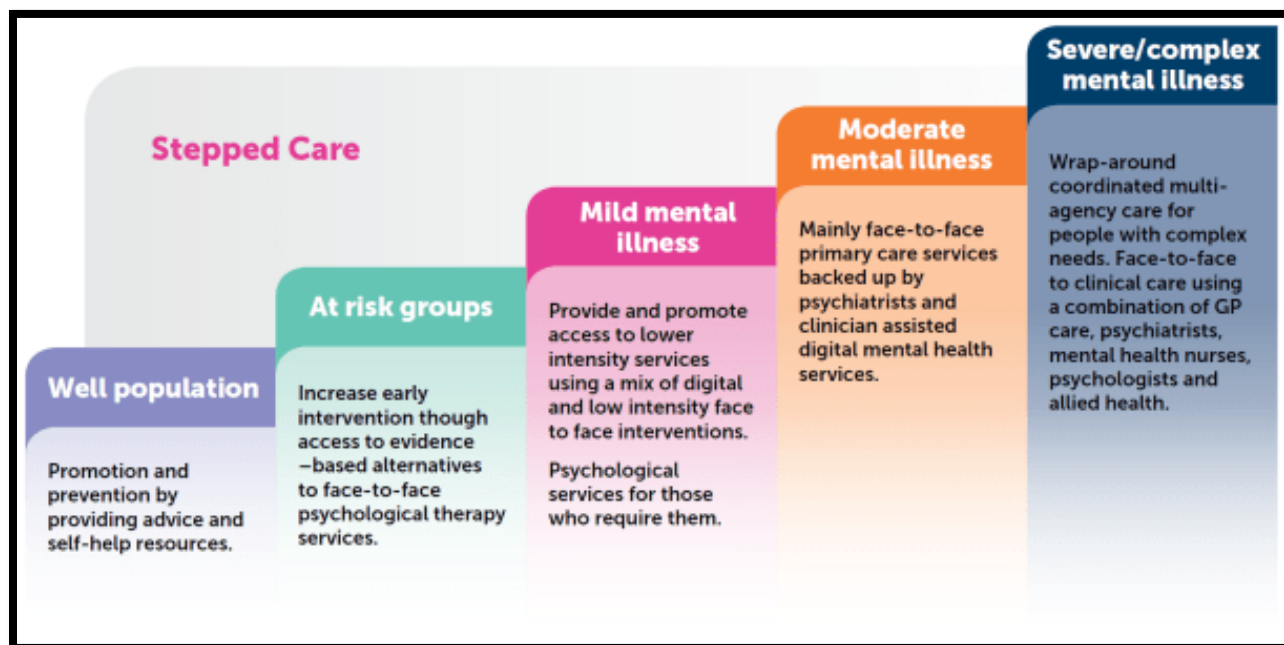 Stepped Care
Well population
Promotion and
prevention by
providing advice and
self-help resources.
At risk groups
Increase early
intervention though
access to evidence
–based alternatives
to face-to-face
psychological therapy
services.
Mild mental
illness
Provide and promote
access to lower
intensity services
using a mix of digital
and low intensity face
to face interventions.
Psychological
services for those
who require them.
Moderate
mental illness
Mainly face-to-face
primary care services
backed up by
psychiatrists and
clinician assisted
digital mental health
services.
Severe/complex
mental illness
Wrap-around
coordinated multi-
agency care for
people with complex
needs. Face-to-face
to clinical care using
a combination of GP
care, psychiatrists,
mental health nurses,
psychologists and
allied health.